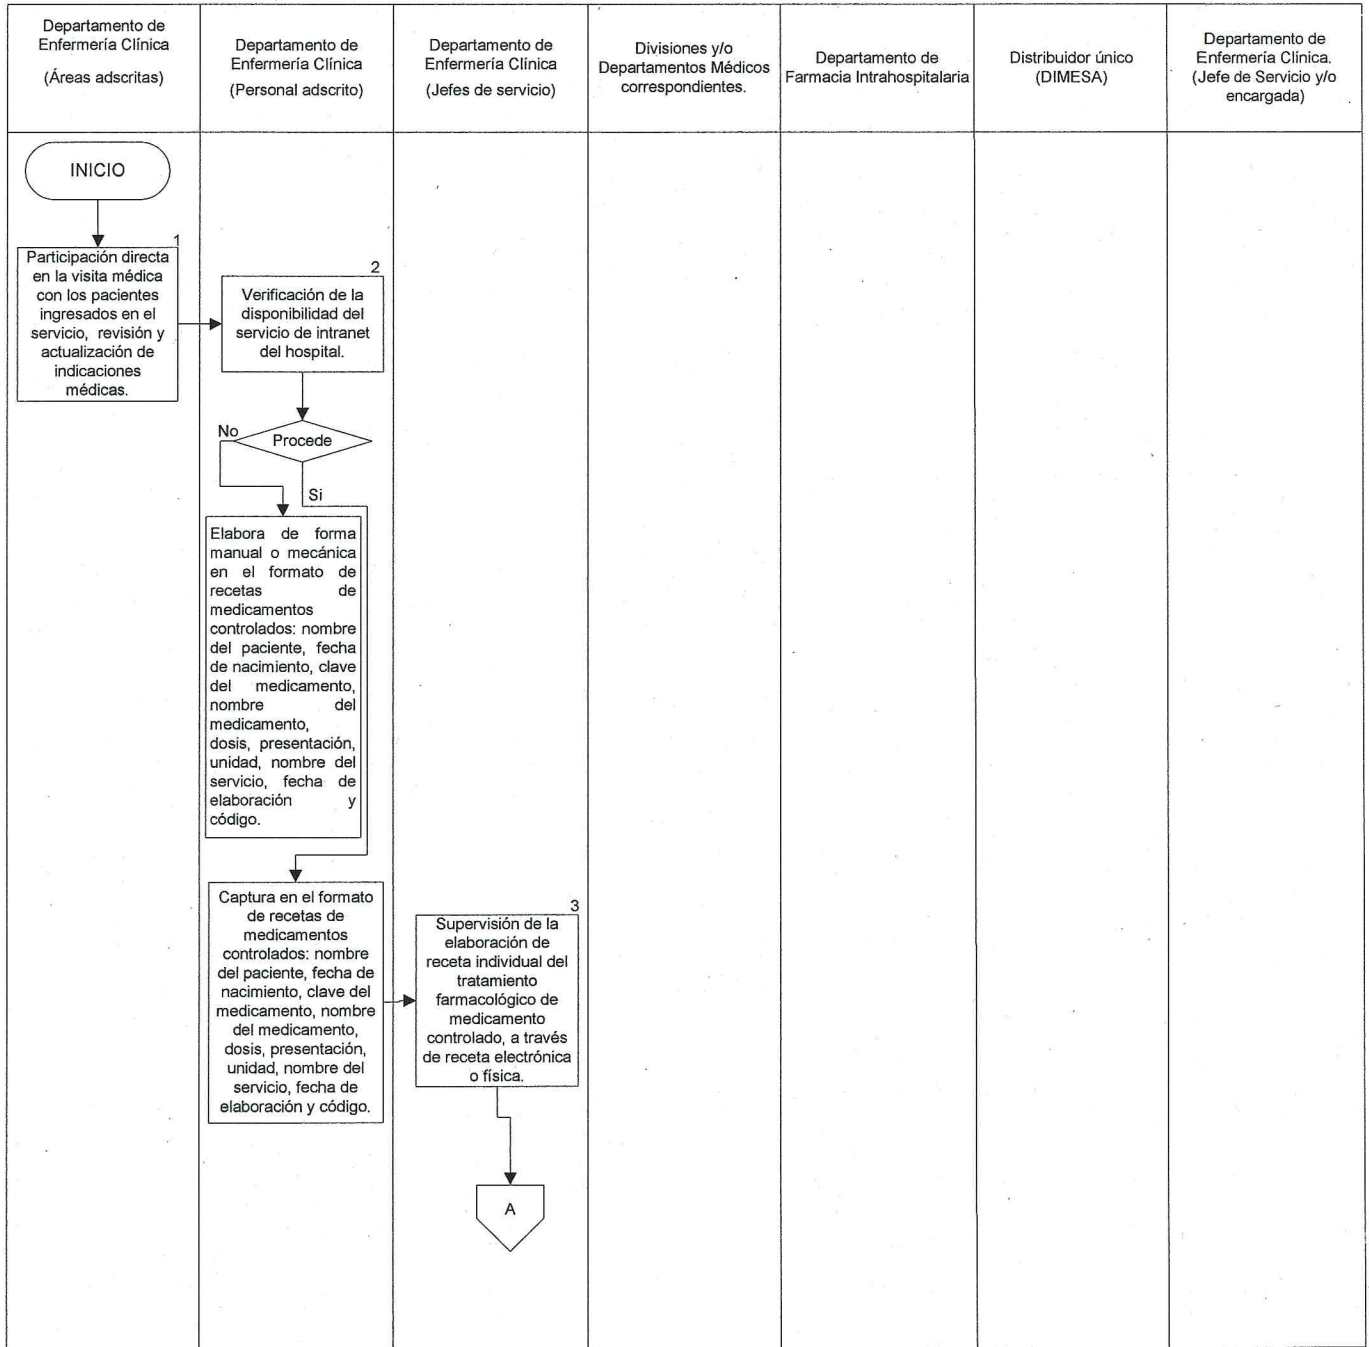 Departamento de
Enfermería Clínica
(Áreas adscritas)
Departamento de
Enfermería Clínica
(Personal adscrito)
Departamento de
Enfermería Clínica
(Jefes de servicio)
Divisiones y/o
Departamentos Médicos
correspondientes.
Departamento de
Farmacia Intrahospitalaria
Distribuidor único
(DIMESA)
Departamento de
Enfermería Clínica.
(Jefe de Servicio y/o
encargada)
INICIO
1
Participación directa
en la visita médica
con los pacientes
ingresados en el
servicio, revisión y
actualización de
indicaciones
médicas.
2
Verificación de la
disponibilidad del
servicio de intranet
del hospital.
Procede
No
Si
Elabora de forma
manual o mecánica
en el formato de
recetas de
medicamentos
controlados: nombre
del paciente, fecha
de nacimiento, clave
del medicamento,
nombre del
medicamento,
dosis, presentación,
unidad, nombre del
servicio, fecha de
elaboración y
código.
Captura en el formato
de recetas de
medicamentos
controlados: nombre
del paciente, fecha de
nacimiento, clave del
medicamento, nombre
del medicamento,
dosis, presentación,
unidad, nombre del
servicio, fecha de
elaboración y código.
3
Supervisión de la
elaboración de
receta individual del
tratamiento
farmacológico de
medicamento
controlado, a través
de receta electrónica
o física.
A